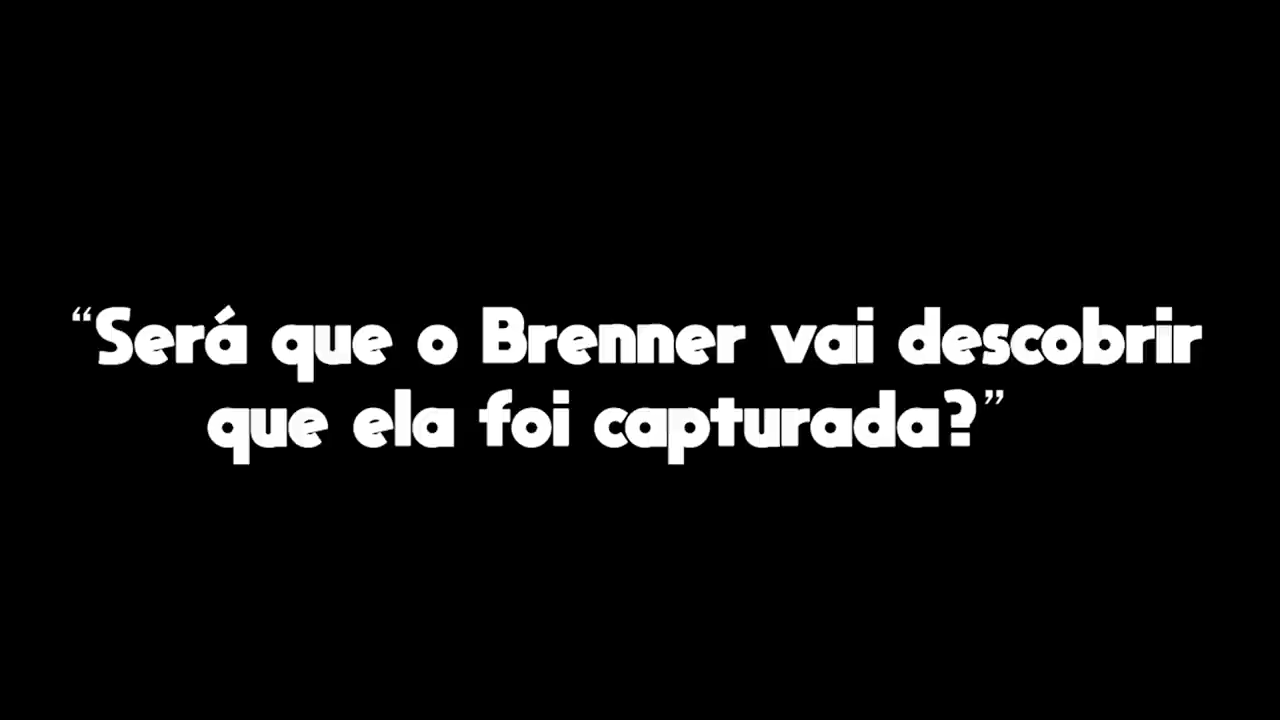 “Será que o Brenner vai descobrir
que ela foi capturada?”